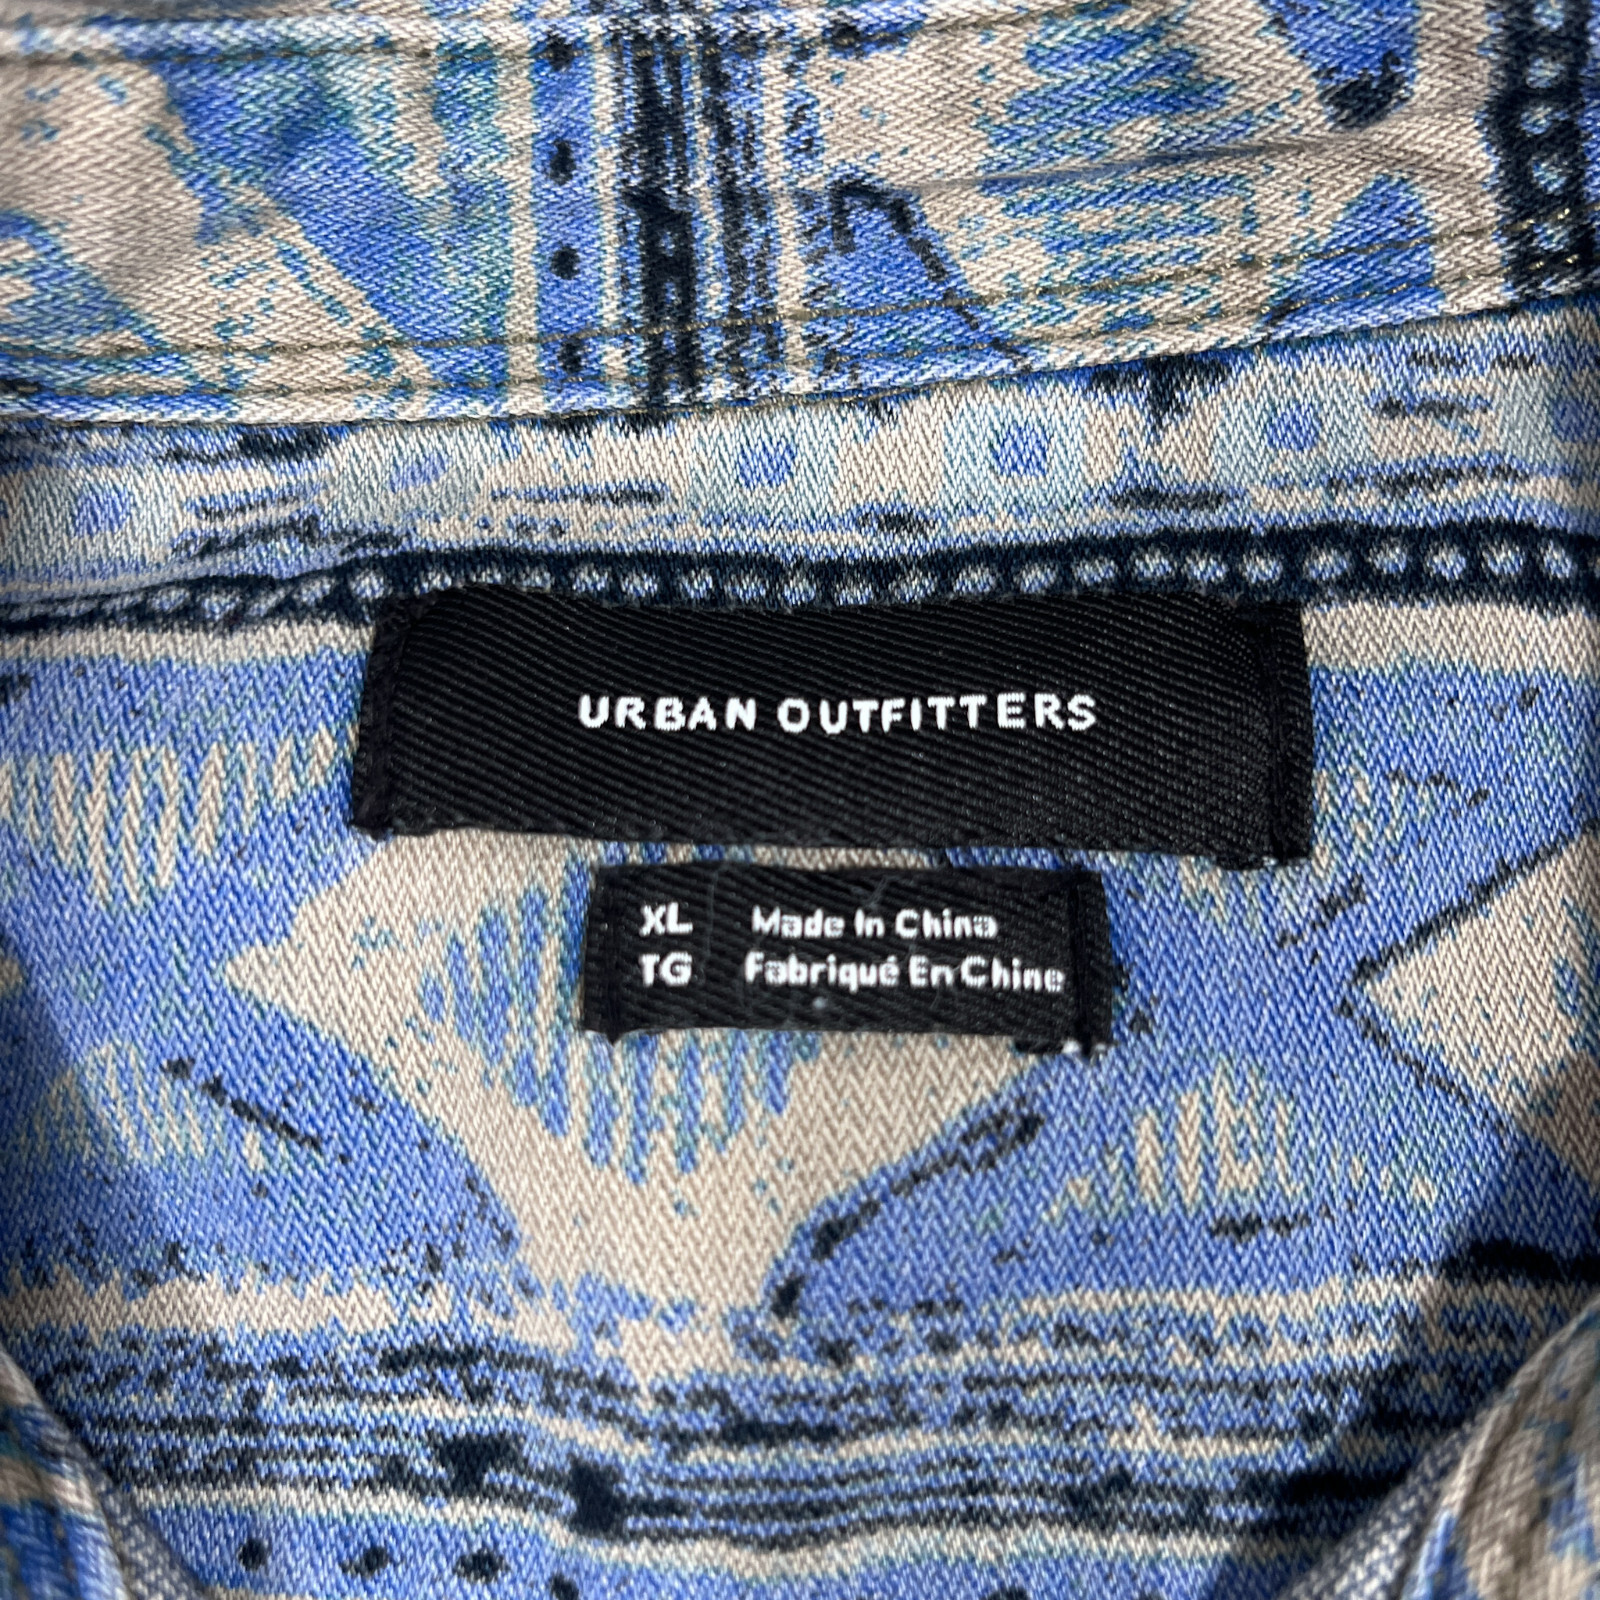 URBAN OUTFITTERS
XL Made In China
TG Fabriqué En Chine